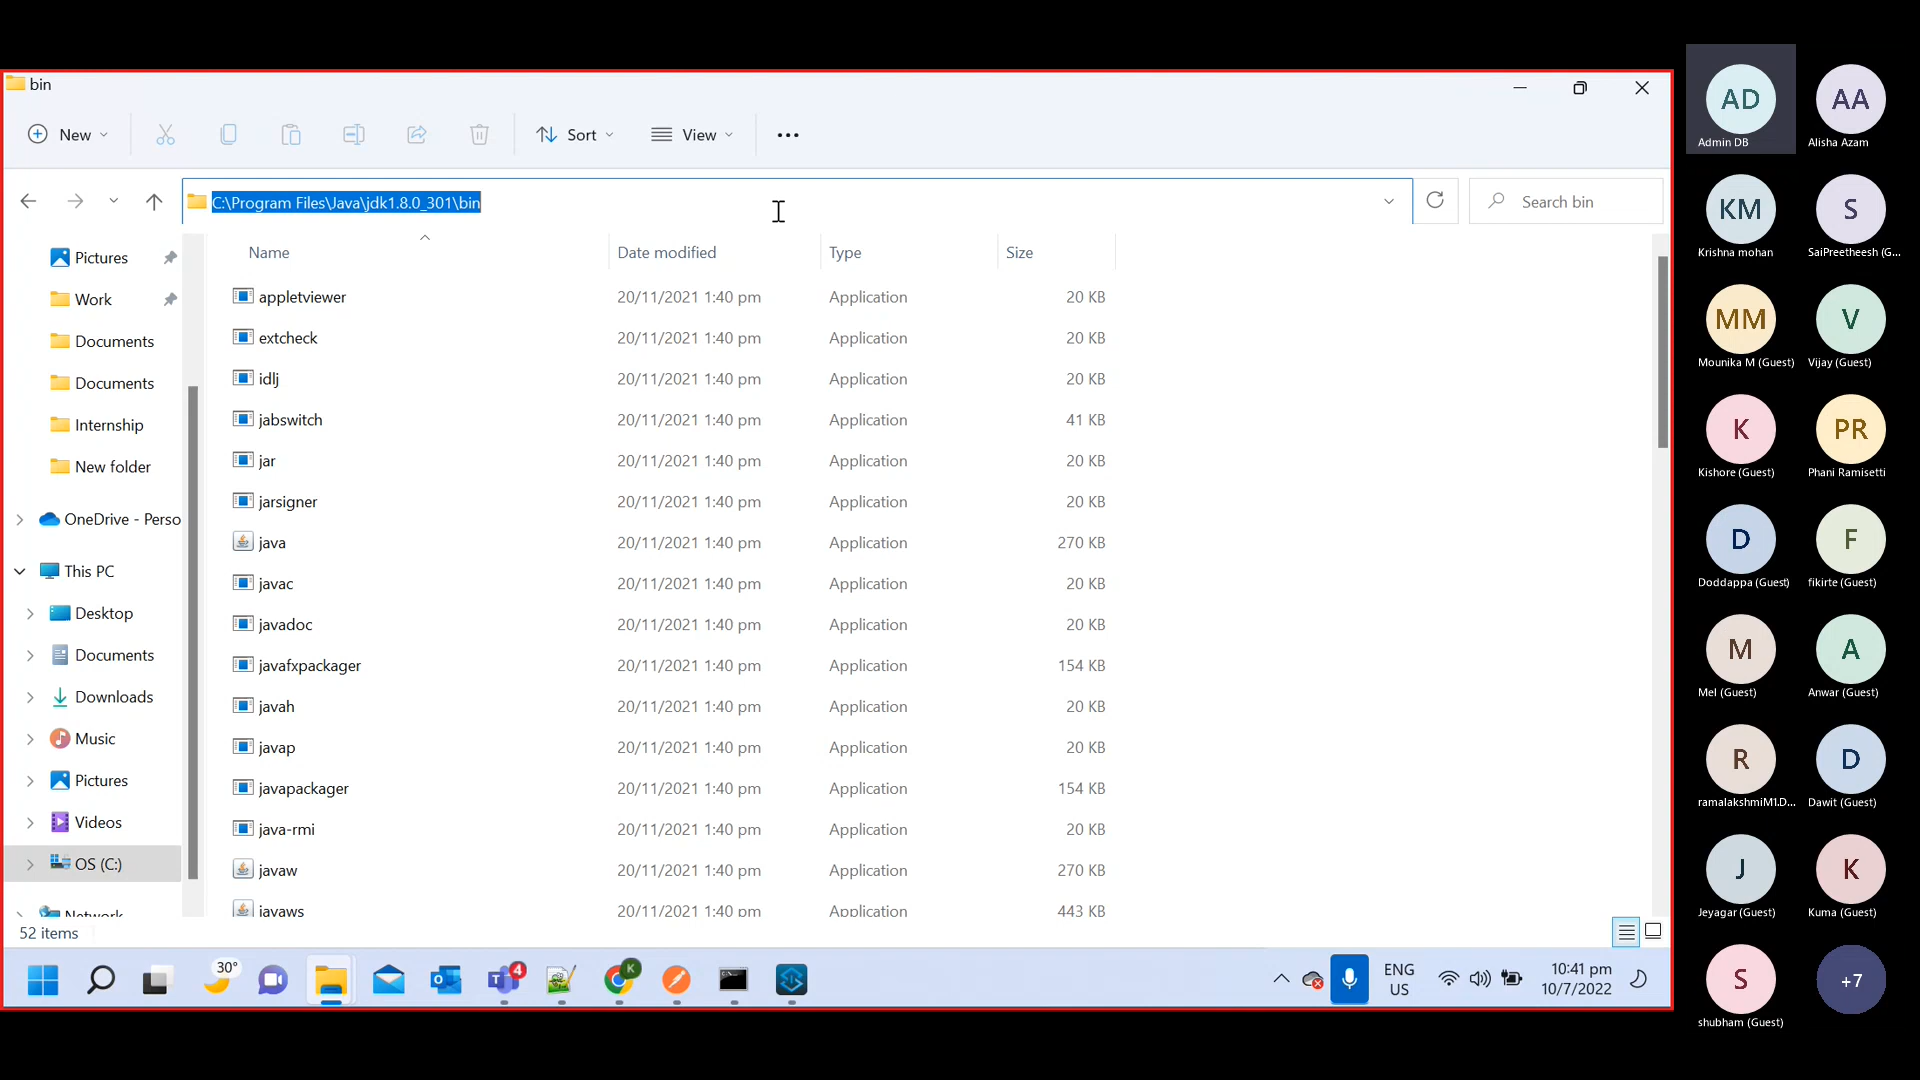 bin
New
Sort
View
C:\Program Files\Java\jdk1.8.0_301\bin
Search bin
Name
Date modified
Type
Size
Pictures
Work
Documents
Documents
Internship
New folder
OneDrive - Perso
This PC
Desktop
Documents
Downloads
Music
Pictures
Videos
OS (C:)
Network
appletviewer 20/11/2021 1:40 pm Application 20 KB
extcheck 20/11/2021 1:40 pm Application 20 KB
idlj 20/11/2021 1:40 pm Application 20 KB
jabswitch 20/11/2021 1:40 pm Application 41 KB
jar 20/11/2021 1:40 pm Application 20 KB
jarsigner 20/11/2021 1:40 pm Application 20 KB
java 20/11/2021 1:40 pm Application 270 KB
javac 20/11/2021 1:40 pm Application 20 KB
javadoc 20/11/2021 1:40 pm Application 20 KB
javafxpackager 20/11/2021 1:40 pm Application 154 KB
javah 20/11/2021 1:40 pm Application 20 KB
javap 20/11/2021 1:40 pm Application 20 KB
javapackager 20/11/2021 1:40 pm Application 154 KB
java-rmi 20/11/2021 1:40 pm Application 20 KB
javaw 20/11/2021 1:40 pm Application 270 KB
javaws 20/11/2021 1:40 pm Application 443 KB
52 items
30°
4
K
ENG
US
10:41 pm
10/7/2022
AD
Admin DB
AA
Alisha Azam
KM
Krishna mohan
S
SaiPreetheesh (G...
MM
Mounika M (Guest)
V
Vijay (Guest)
K
Kishore (Guest)
PR
Phani Ramisetti
D
Doddappa (Guest)
F
fikirte (Guest)
M
Mel (Guest)
A
Anwar (Guest)
R
ramalakshmiM1.D...
D
Dawit (Guest)
J
Jeyagar (Guest)
K
Kuma (Guest)
S
shubham (Guest)
+7